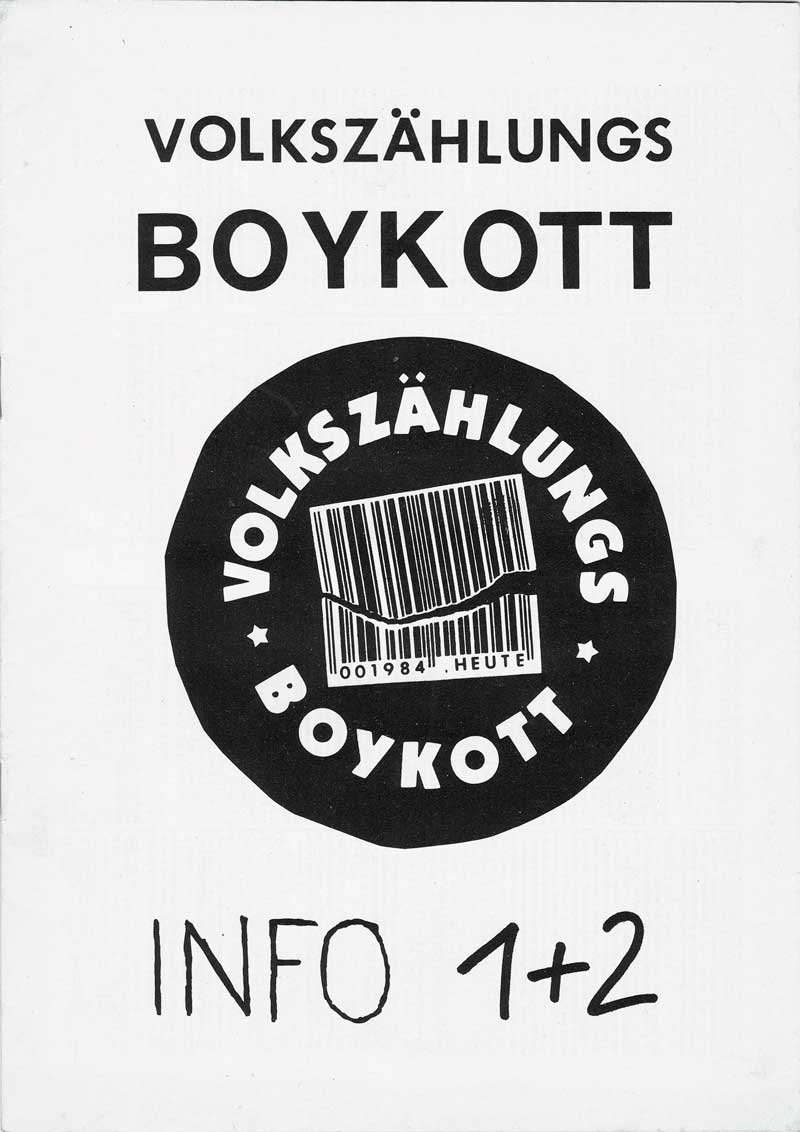 VOLKSZÄHLUNGS
BOYKOTT
VOLKSZÄHLUNGS
001984 . HEUTE
BOYKOTT
INFO 1+2